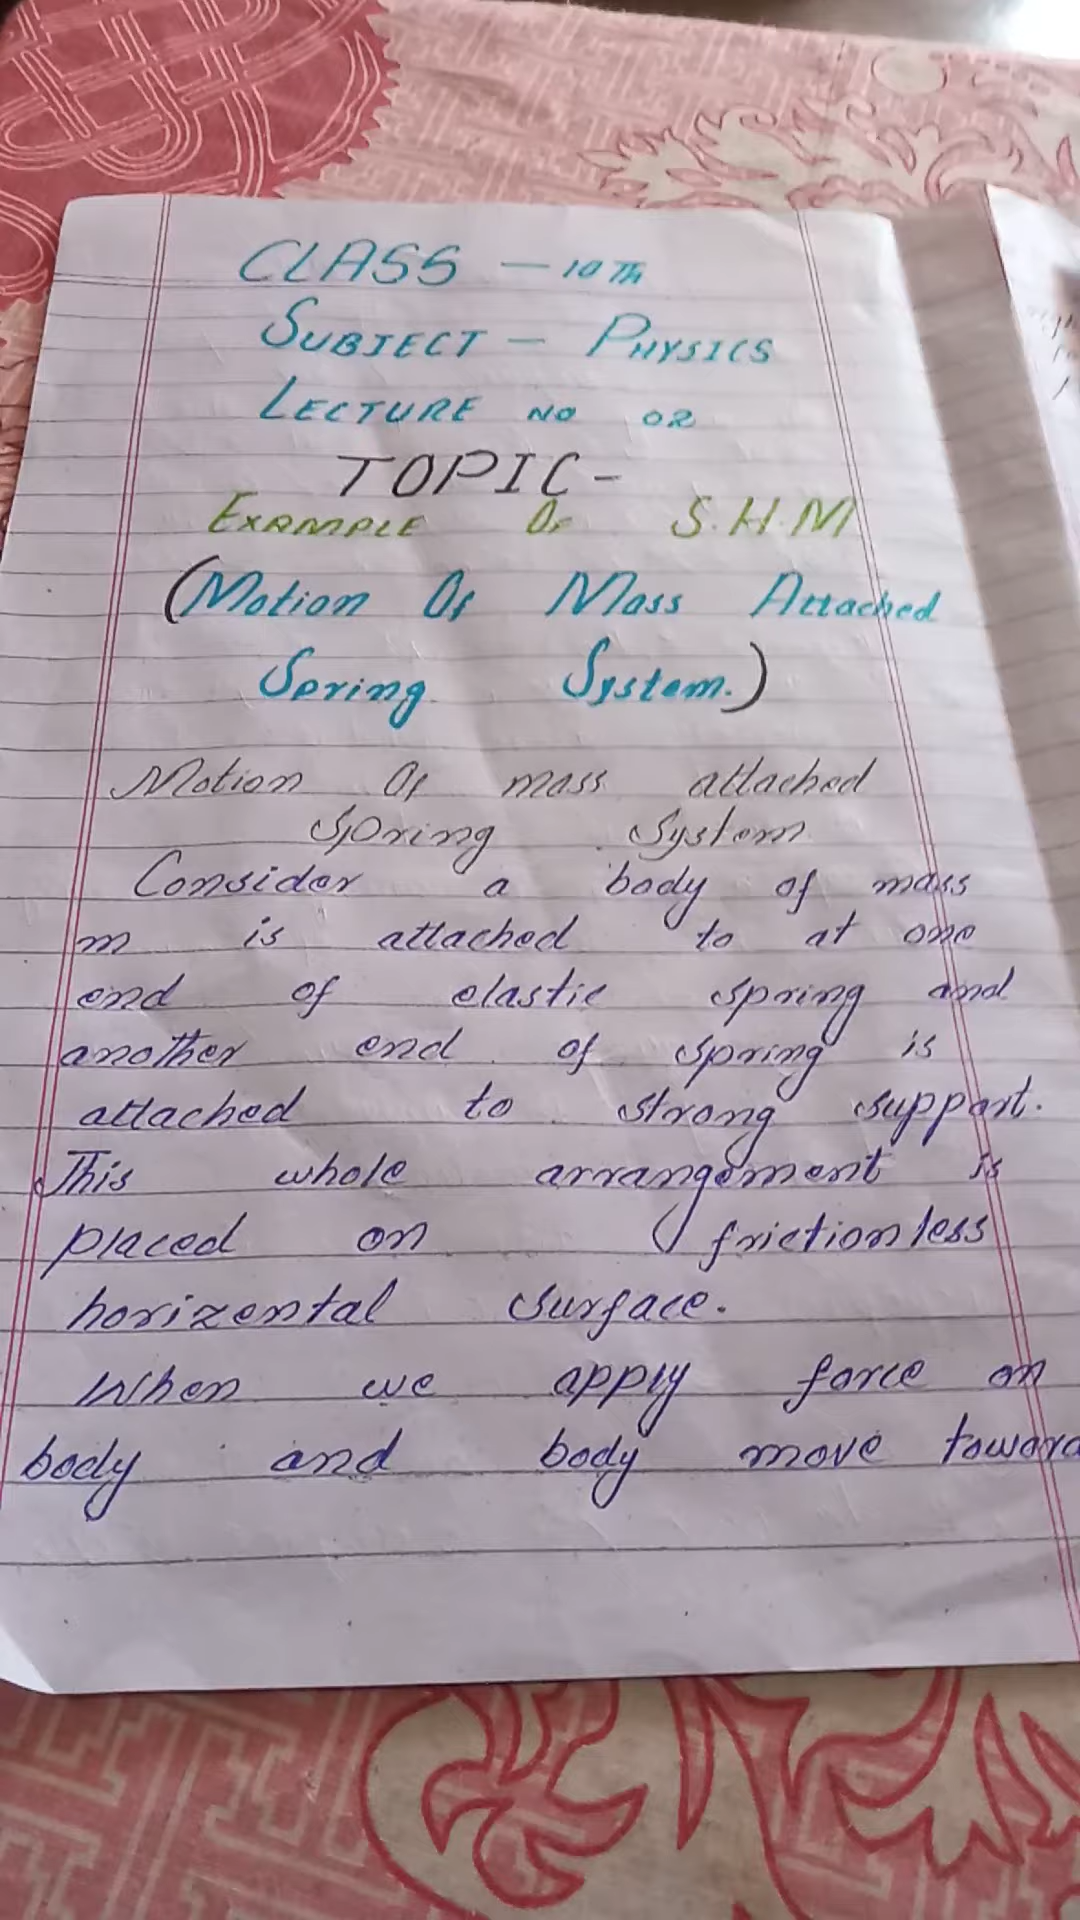 CLASS - 10Th
SUBJECT - PHYSICS
LECTURE NO 02
TOPIC-
EXAMPLE OF S.H.M
(Motion Of Mass Attached
Spring System.)
Motion Of mass attached
Spring System
Consider a body of mass
m is attached to at one
end of elastic spring and
another end of spring is
attached to strong support.
This whole arrangement is
placed on frictionless
horizental surface.
When we apply force on
body and body move toward